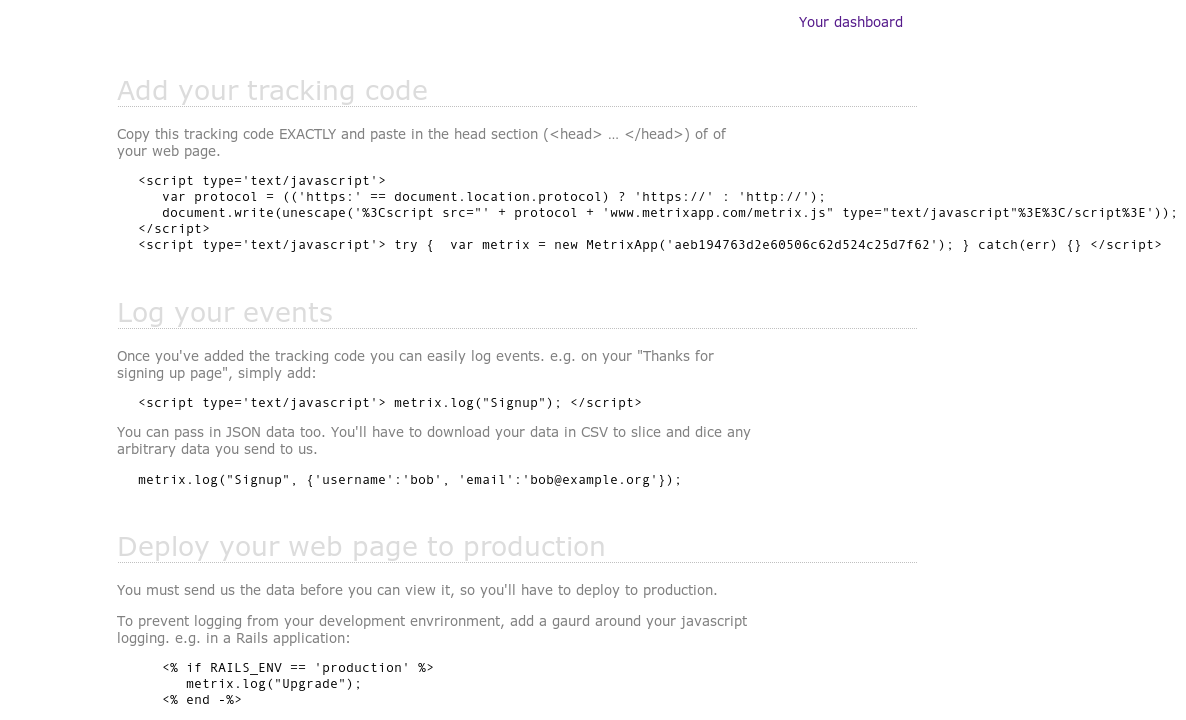 Your dashboard
Add your tracking code
Copy this tracking code EXACTLY and paste in the head section (<head> ... </head>) of of
your web page.
<script type='text/javascript'>
   var protocol = (('https:' == document.location.protocol) ? 'https://' : 'http://');
   document.write(unescape('%3Cscript src="' + protocol + 'www.metrixapp.com/metrix.js" type="text/javascript"%3E%3C/script%3E'));
</script>
<script type='text/javascript'> try {  var metrix = new MetrixApp('aeb194763d2e60506c62d524c25d7f62'); } catch(err) {} </script>
Log your events
Once you've added the tracking code you can easily log events. e.g. on your "Thanks for
signing up page", simply add:
<script type='text/javascript'> metrix.log("Signup"); </script>
You can pass in JSON data too. You'll have to download your data in CSV to slice and dice any
arbitrary data you send to us.
metrix.log("Signup", {'username':'bob', 'email':'bob@example.org'});
Deploy your web page to production
You must send us the data before you can view it, so you'll have to deploy to production.
To prevent logging from your development envrironment, add a gaurd around your javascript
logging. e.g. in a Rails application:
<% if RAILS_ENV == 'production' %>
   metrix.log("Upgrade");
<% end -%>